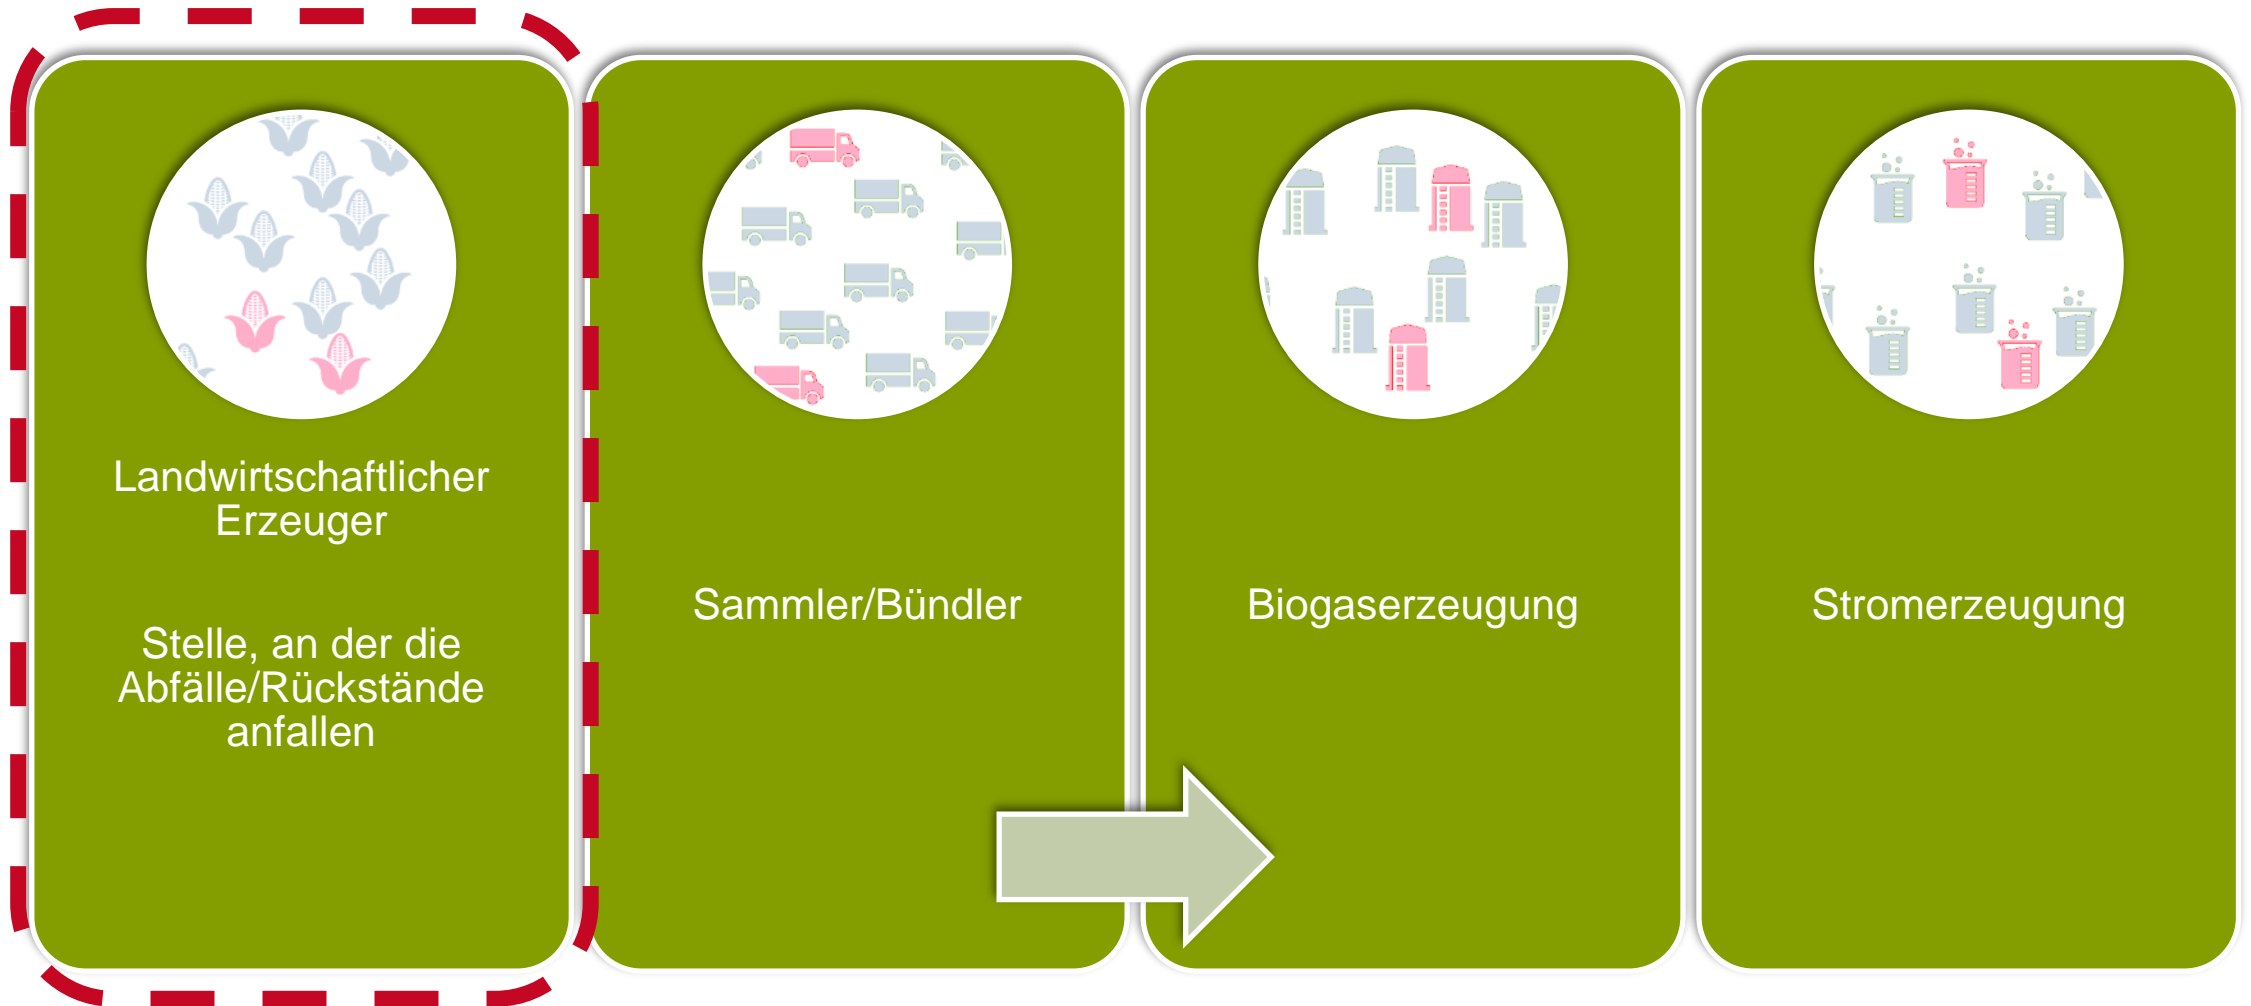 Landwirtschaftlicher
Erzeuger
Stelle, an der die
Abfälle/Rückstände
anfallen
Sammler/Bündler
Biogaserzeugung
Stromerzeugung